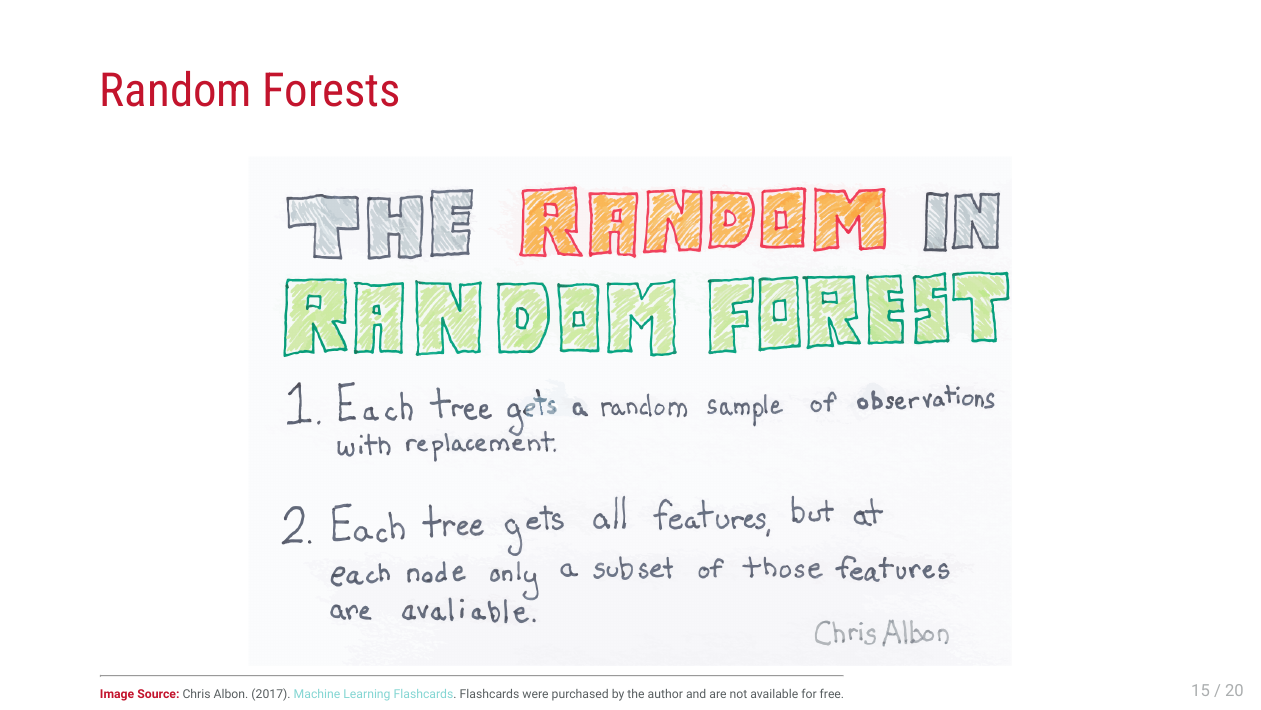 Random Forests
THE RANDOM IN
RANDOM FOREST
1. Each tree gets a random sample of observations
with replacement.
2. Each tree gets all features, but at
each node only a subset of those features
are avaliable.
Chris Albon
Image Source: Chris Albon. (2017). Machine Learning Flashcards. Flashcards were purchased by the author and are not available for free.
15 / 20